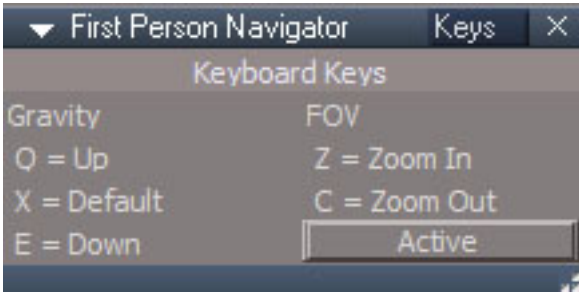 First Person Navigator Keys
Keyboard Keys
Gravity FOV
Q = Up Z = Zoom In
X = Default C = Zoom Out
E = Down Active